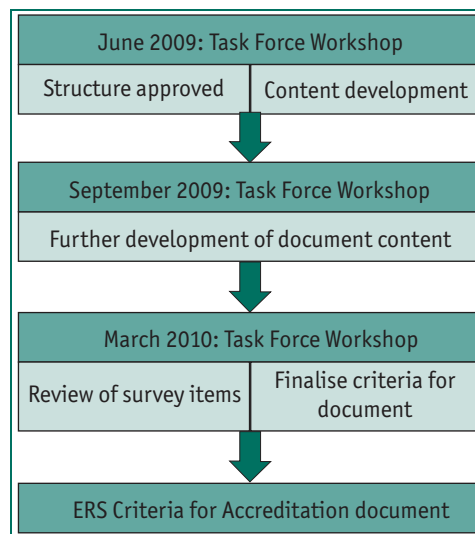 June 2009: Task Force Workshop
Structure approved
Content development
September 2009: Task Force Workshop
Further development of document content
March 2010: Task Force Workshop
Review of survey items
Finalise criteria for
document
ERS Criteria for Accreditation document